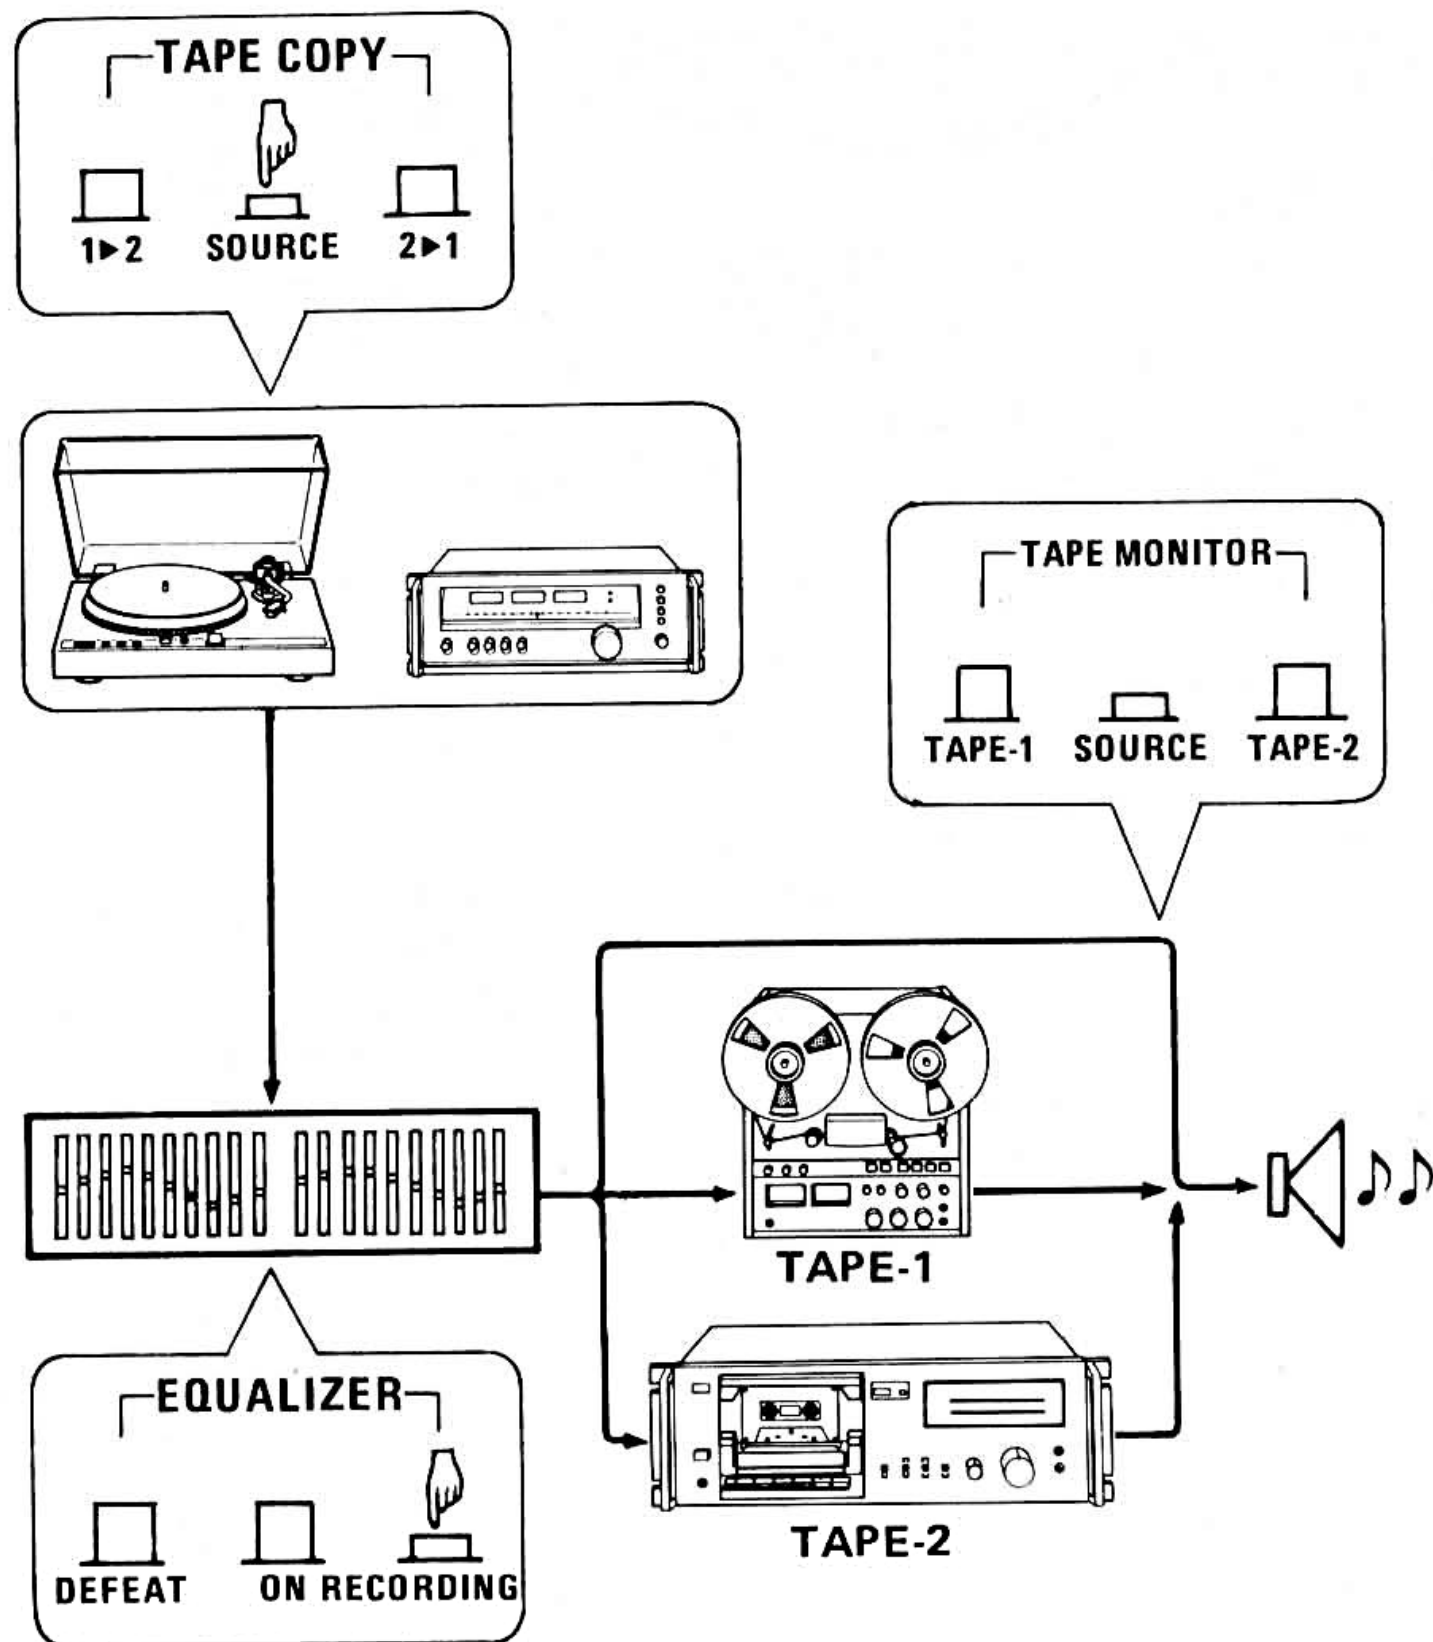 TAPE COPY
1▶2 SOURCE 2▶1
TAPE MONITOR
TAPE-1 SOURCE TAPE-2
TAPE-1
EQUALIZER
DEFEAT ON RECORDING
TAPE-2